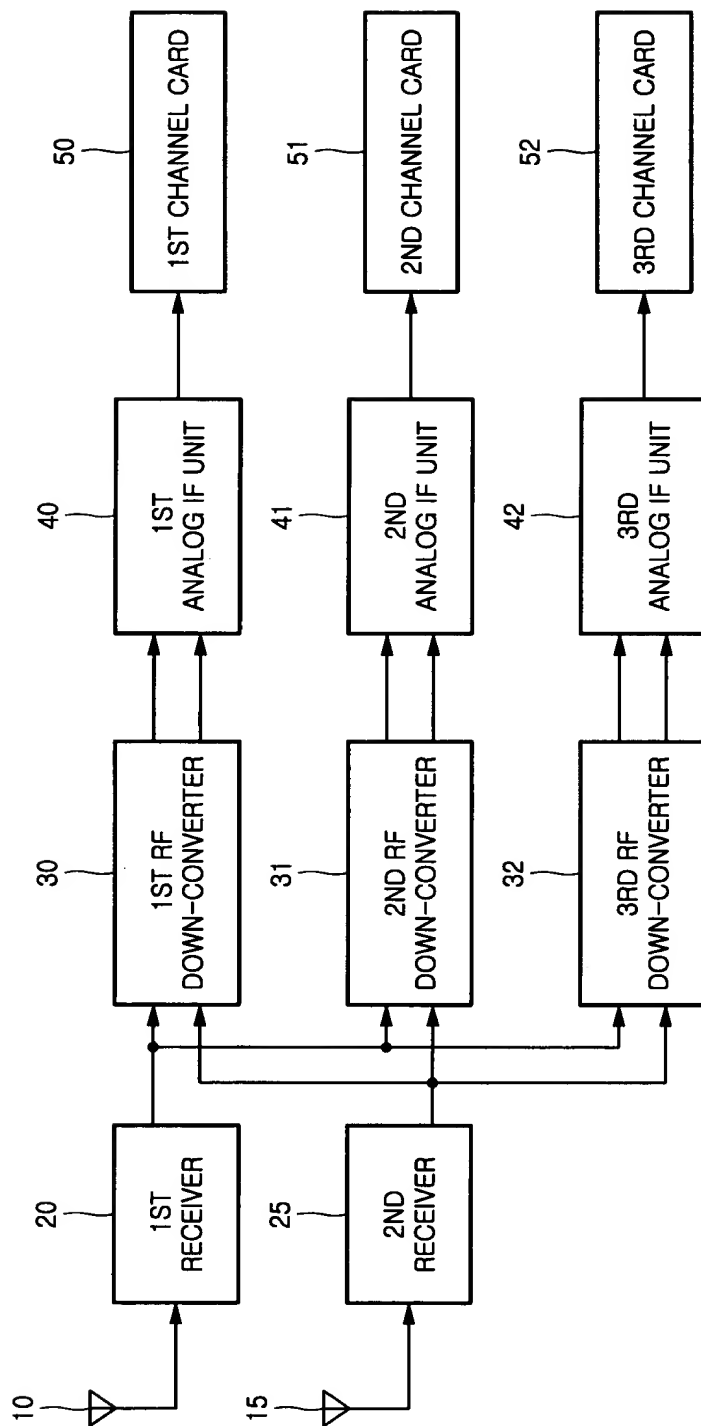 10
15
20
1ST
RECEIVER
25
2ND
RECEIVER
30
1ST RF
DOWN-CONVERTER
31
2ND RF
DOWN-CONVERTER
32
3RD RF
DOWN-CONVERTER
40
1ST
ANALOG IF UNIT
41
2ND
ANALOG IF UNIT
42
3RD
ANALOG IF UNIT
50
1ST CHANNEL CARD
51
2ND CHANNEL CARD
52
3RD CHANNEL CARD